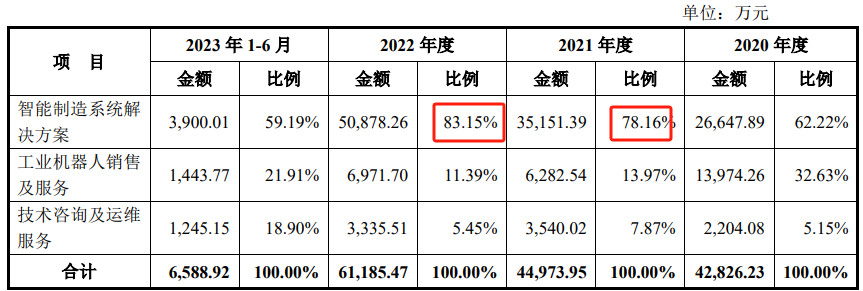 单位：万元
项 目 2023 年 1-6 月 2022 年度 2021 年度 2020 年度
金额 比例 金额 比例 金额 比例 金额 比例
智能制造系统解
决方案 3,900.01 59.19% 50,878.26 83.15% 35,151.39 78.16% 26,647.89 62.22%
工业机器人销售
及服务 1,443.77 21.91% 6,971.70 11.39% 6,282.54 13.97% 13,974.26 32.63%
技术咨询及运维
服务 1,245.15 18.90% 3,335.51 5.45% 3,540.02 7.87% 2,204.08 5.15%
合计 6,588.92 100.00% 61,185.47 100.00% 44,973.95 100.00% 42,826.23 100.00%